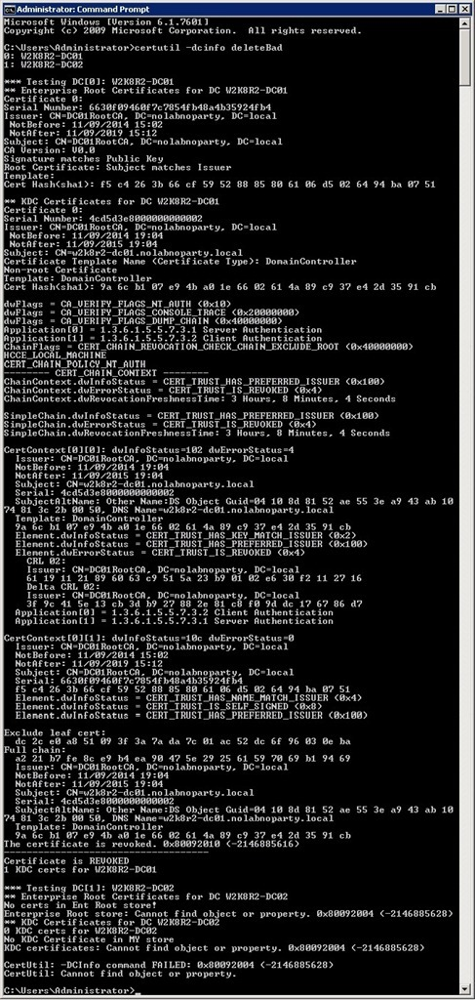 Administrator: Command Prompt
Microsoft Windows [Version 6.1.7601]
Copyright (c) 2009 Microsoft Corporation.  All rights reserved.
C:\Users\Administrator>certutil -dcinfo deleteBad
0: W2K8R2-DC01
1: W2K8R2-DC02
*** Testing DC[0]: W2K8R2-DC01
** Enterprise Root Certificates for DC W2K8R2-DC01
Certificate 0:
Serial Number: 6630f09460f7c7854fb48a4b35924fb4
Issuer: CN=DC01RootCA, DC=nolabnoparty, DC=local
NotBefore: 11/09/2014 15:02
NotAfter: 11/09/2019 15:12
Subject: CN=DC01RootCA, DC=nolabnoparty, DC=local
CA Version: V0.0
Signature matches Public Key
Root Certificate: Subject matches Issuer
Template:
Cert Hash(sha1): f5 c4 26 3b 66 cf 59 52 88 85 80 61 06 d5 02 64 94 ba 07 51
** KDC Certificates for DC W2K8R2-DC01
Certificate 0:
Serial Number: 4cd5d3e8000000000002
Issuer: CN=DC01RootCA, DC=nolabnoparty, DC=local
NotBefore: 11/09/2014 19:04
NotAfter: 11/09/2015 19:04
Subject: CN=w2k8r2-dc01.nolabnoparty.local
Certificate Template Name (Certificate Type): DomainController
Non-root Certificate
Template: DomainController
Cert Hash(sha1): 9a 6c b1 07 e9 4b a0 1e 66 02 61 4a 89 c9 37 e4 2d 35 91 cb
dwFlags = CA_VERIFY_FLAGS_NT_AUTH (0x10)
dwFlags = CA_VERIFY_FLAGS_CONSOLE_TRACE (0x20000000)
dwFlags = CA_VERIFY_FLAGS_DUMP_CHAIN (0x40000000)
Application[0] = 1.3.6.1.5.5.7.3.1 Server Authentication
Application[1] = 1.3.6.1.5.5.7.3.2 Client Authentication
ChainFlags = CERT_CHAIN_REVOCATION_CHECK_CHAIN_EXCLUDE_ROOT (0x40000000)
HCCE_LOCAL_MACHINE
CERT_CHAIN_POLICY_NT_AUTH
-------- CERT_CHAIN_CONTEXT --------
ChainContext.dwInfoStatus = CERT_TRUST_HAS_PREFERRED_ISSUER (0x100)
ChainContext.dwErrorStatus = CERT_TRUST_IS_REVOKED (0x4)
ChainContext.dwRevocationFreshnessTime: 3 Hours, 8 Minutes, 4 Seconds
SimpleChain.dwInfoStatus = CERT_TRUST_HAS_PREFERRED_ISSUER (0x100)
SimpleChain.dwErrorStatus = CERT_TRUST_IS_REVOKED (0x4)
SimpleChain.dwRevocationFreshnessTime: 3 Hours, 8 Minutes, 4 Seconds
CertContext[0][0]: dwInfoStatus=102 dwErrorStatus=4
Issuer: CN=DC01RootCA, DC=nolabnoparty, DC=local
NotBefore: 11/09/2014 19:04
NotAfter: 11/09/2015 19:04
Subject: CN=w2k8r2-dc01.nolabnoparty.local
Serial: 4cd5d3e8000000000002
SubjectAltName: Other Name:DS Object Guid=04 10 8d 81 52 ae 55 3e a9 43 ab 10
74 81 3c 2b 00 50, DNS Name=w2k8r2-dc01.nolabnoparty.local
Template: DomainController
9a 6c b1 07 e9 4b a0 1e 66 02 61 4a 89 c9 37 e4 2d 35 91 cb
Element.dwInfoStatus = CERT_TRUST_HAS_KEY_MATCH_ISSUER (0x2)
Element.dwInfoStatus = CERT_TRUST_HAS_PREFERRED_ISSUER (0x100)
Element.dwErrorStatus = CERT_TRUST_IS_REVOKED (0x4)
CRL 02:
Issuer: CN=DC01RootCA, DC=nolabnoparty, DC=local
61 19 11 21 89 60 63 c9 51 5a 23 b9 01 02 e6 30 f2 11 27 16
Delta CRL 02:
Issuer: CN=DC01RootCA, DC=nolabnoparty, DC=local
3f 9c 41 5e 13 cb 3d b9 27 88 2e 81 c8 f0 9d dc 17 67 86 d7
Application[0] = 1.3.6.1.5.5.7.3.2 Client Authentication
Application[1] = 1.3.6.1.5.5.7.3.1 Server Authentication
CertContext[0][1]: dwInfoStatus=10c dwErrorStatus=0
Issuer: CN=DC01RootCA, DC=nolabnoparty, DC=local
NotBefore: 11/09/2014 15:02
NotAfter: 11/09/2019 15:12
Subject: CN=DC01RootCA, DC=nolabnoparty, DC=local
Serial: 6630f09460f7c7854fb48a4b35924fb4
f5 c4 26 3b 66 cf 59 52 88 85 80 61 06 d5 02 64 94 ba 07 51
Element.dwInfoStatus = CERT_TRUST_HAS_NAME_MATCH_ISSUER (0x4)
Element.dwInfoStatus = CERT_TRUST_IS_SELF_SIGNED (0x8)
Element.dwInfoStatus = CERT_TRUST_HAS_PREFERRED_ISSUER (0x100)
Exclude leaf cert:
dc 2c e0 a8 51 09 3f 3a 7a da 7c 01 ac 52 dc 6f 96 03 0e ba
Full chain:
a2 21 b7 fe 8c e9 b4 ea 90 47 5e 29 25 61 59 70 69 b1 94 69
Issuer: CN=DC01RootCA, DC=nolabnoparty, DC=local
NotBefore: 11/09/2014 19:04
NotAfter: 11/09/2015 19:04
Subject: CN=w2k8r2-dc01.nolabnoparty.local
Serial: 4cd5d3e8000000000002
SubjectAltName: Other Name:DS Object Guid=04 10 8d 81 52 ae 55 3e a9 43 ab 10
74 81 3c 2b 00 50, DNS Name=w2k8r2-dc01.nolabnoparty.local
Template: DomainController
9a 6c b1 07 e9 4b a0 1e 66 02 61 4a 89 c9 37 e4 2d 35 91 cb
The certificate is revoked. 0x80092010 (-2146885616)
------------------------------------
Certificate is REVOKED
1 KDC certs for W2K8R2-DC01
*** Testing DC[1]: W2K8R2-DC02
** Enterprise Root Certificates for DC W2K8R2-DC02
No certs in Ent Root store!
Enterprise Root store: Cannot find object or property. 0x80092004 (-2146885628)
** KDC Certificates for DC W2K8R2-DC02
0 KDC certs for W2K8R2-DC02
No KDC Certificate in MY store
KDC certificates: Cannot find object or property. 0x80092004 (-2146885628)
CertUtil: -DCInfo command FAILED: 0x80092004 (-2146885628)
CertUtil: Cannot find object or property.
C:\Users\Administrator>_